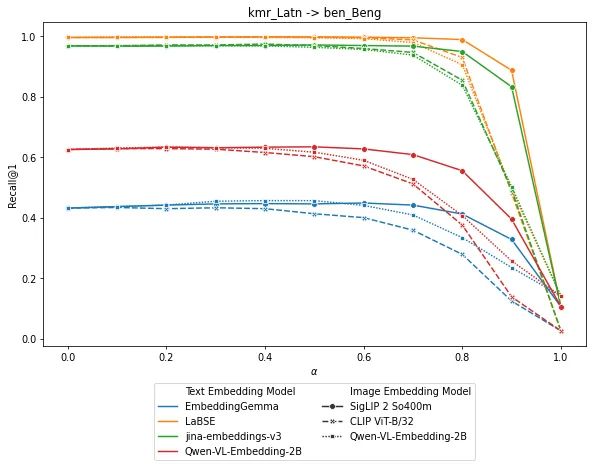 kmr_Latn -> ben_Beng
Recall@1
1.0
0.8
0.6
0.4
0.2
0.0
0.0 0.2 0.4 0.6 0.8 1.0
α
Text Embedding Model Image Embedding Model
EmbeddingGemma SigLIP 2 So400m
LaBSE CLIP ViT-B/32
jina-embeddings-v3 Qwen-VL-Embedding-2B
Qwen-VL-Embedding-2B